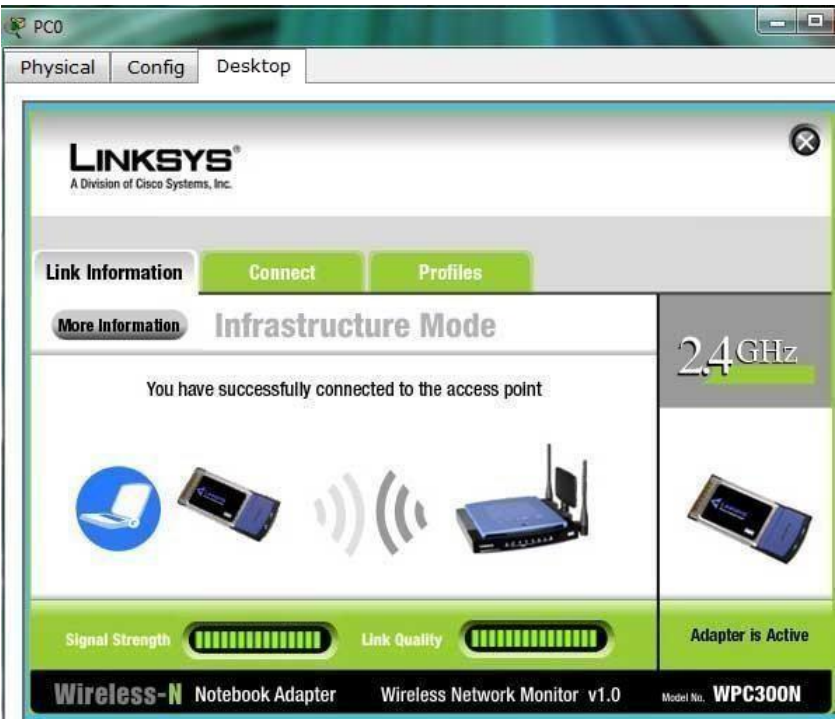 PC0
Physical Config Desktop
LINKSYS®
A Division of Cisco Systems, Inc.
Link Information Connect Profiles
More Information Infrastructure Mode
2.4GHz
You have successfully connected to the access point
Signal Strength Link Quality Adapter is Active
Wireless-N Notebook Adapter Wireless Network Monitor v1.0 Model No. WPC300N